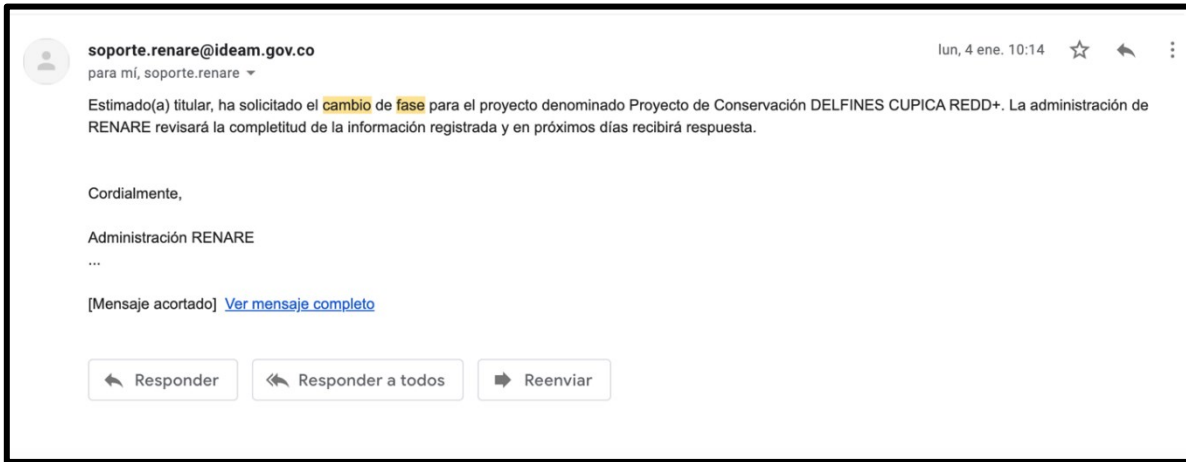 soporte.renare@ideam.gov.co
lun, 4 ene. 10:14
para mí, soporte.renare
Estimado(a) titular, ha solicitado el cambio de fase para el proyecto denominado Proyecto de Conservación DELFINES CUPICA REDD+. La administración de
RENARE revisará la completitud de la información registrada y en próximos días recibirá respuesta.
Cordialmente,
Administración RENARE
...
[Mensaje acortado] Ver mensaje completo
Responder
Responder a todos
Reenviar